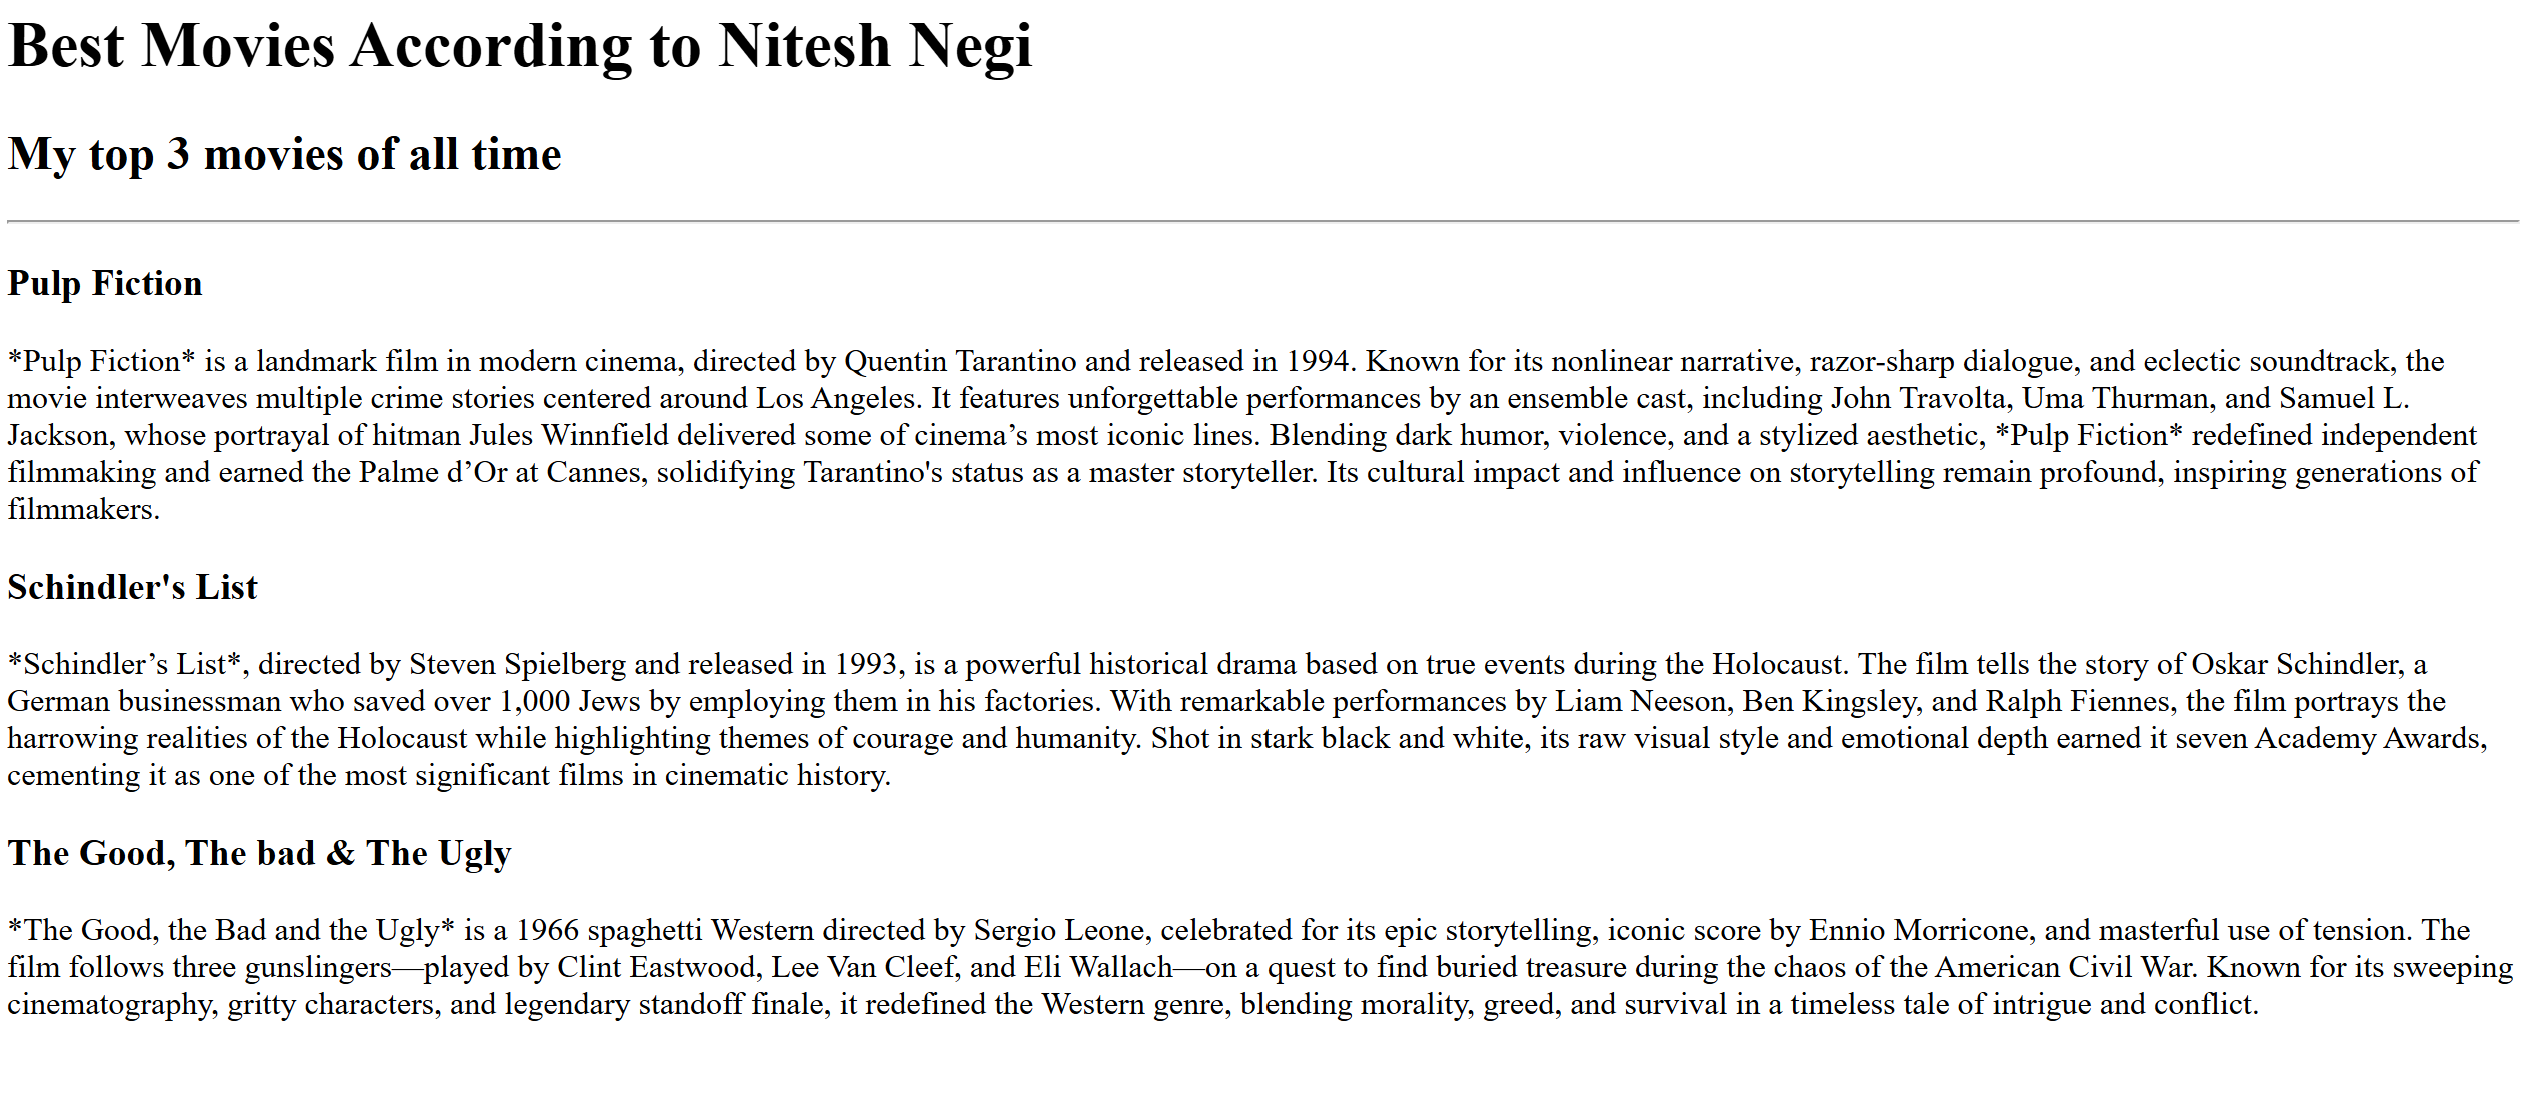 Best Movies According to Nitesh Negi
My top 3 movies of all time
Pulp Fiction
*Pulp Fiction* is a landmark film in modern cinema, directed by Quentin Tarantino and released in 1994. Known for its nonlinear narrative, razor-sharp dialogue, and eclectic soundtrack, the
movie interweaves multiple crime stories centered around Los Angeles. It features unforgettable performances by an ensemble cast, including John Travolta, Uma Thurman, and Samuel L.
Jackson, whose portrayal of hitman Jules Winnfield delivered some of cinema’s most iconic lines. Blending dark humor, violence, and a stylized aesthetic, *Pulp Fiction* redefined independent
filmmaking and earned the Palme d’Or at Cannes, solidifying Tarantino's status as a master storyteller. Its cultural impact and influence on storytelling remain profound, inspiring generations of
filmmakers.
Schindler's List
*Schindler’s List*, directed by Steven Spielberg and released in 1993, is a powerful historical drama based on true events during the Holocaust. The film tells the story of Oskar Schindler, a
German businessman who saved over 1,000 Jews by employing them in his factories. With remarkable performances by Liam Neeson, Ben Kingsley, and Ralph Fiennes, the film portrays the
harrowing realities of the Holocaust while highlighting themes of courage and humanity. Shot in stark black and white, its raw visual style and emotional depth earned it seven Academy Awards,
cementing it as one of the most significant films in cinematic history.
The Good, The bad & The Ugly
*The Good, the Bad and the Ugly* is a 1966 spaghetti Western directed by Sergio Leone, celebrated for its epic storytelling, iconic score by Ennio Morricone, and masterful use of tension. The
film follows three gunslingers—played by Clint Eastwood, Lee Van Cleef, and Eli Wallach—on a quest to find buried treasure during the chaos of the American Civil War. Known for its sweeping
cinematography, gritty characters, and legendary standoff finale, it redefined the Western genre, blending morality, greed, and survival in a timeless tale of intrigue and conflict.